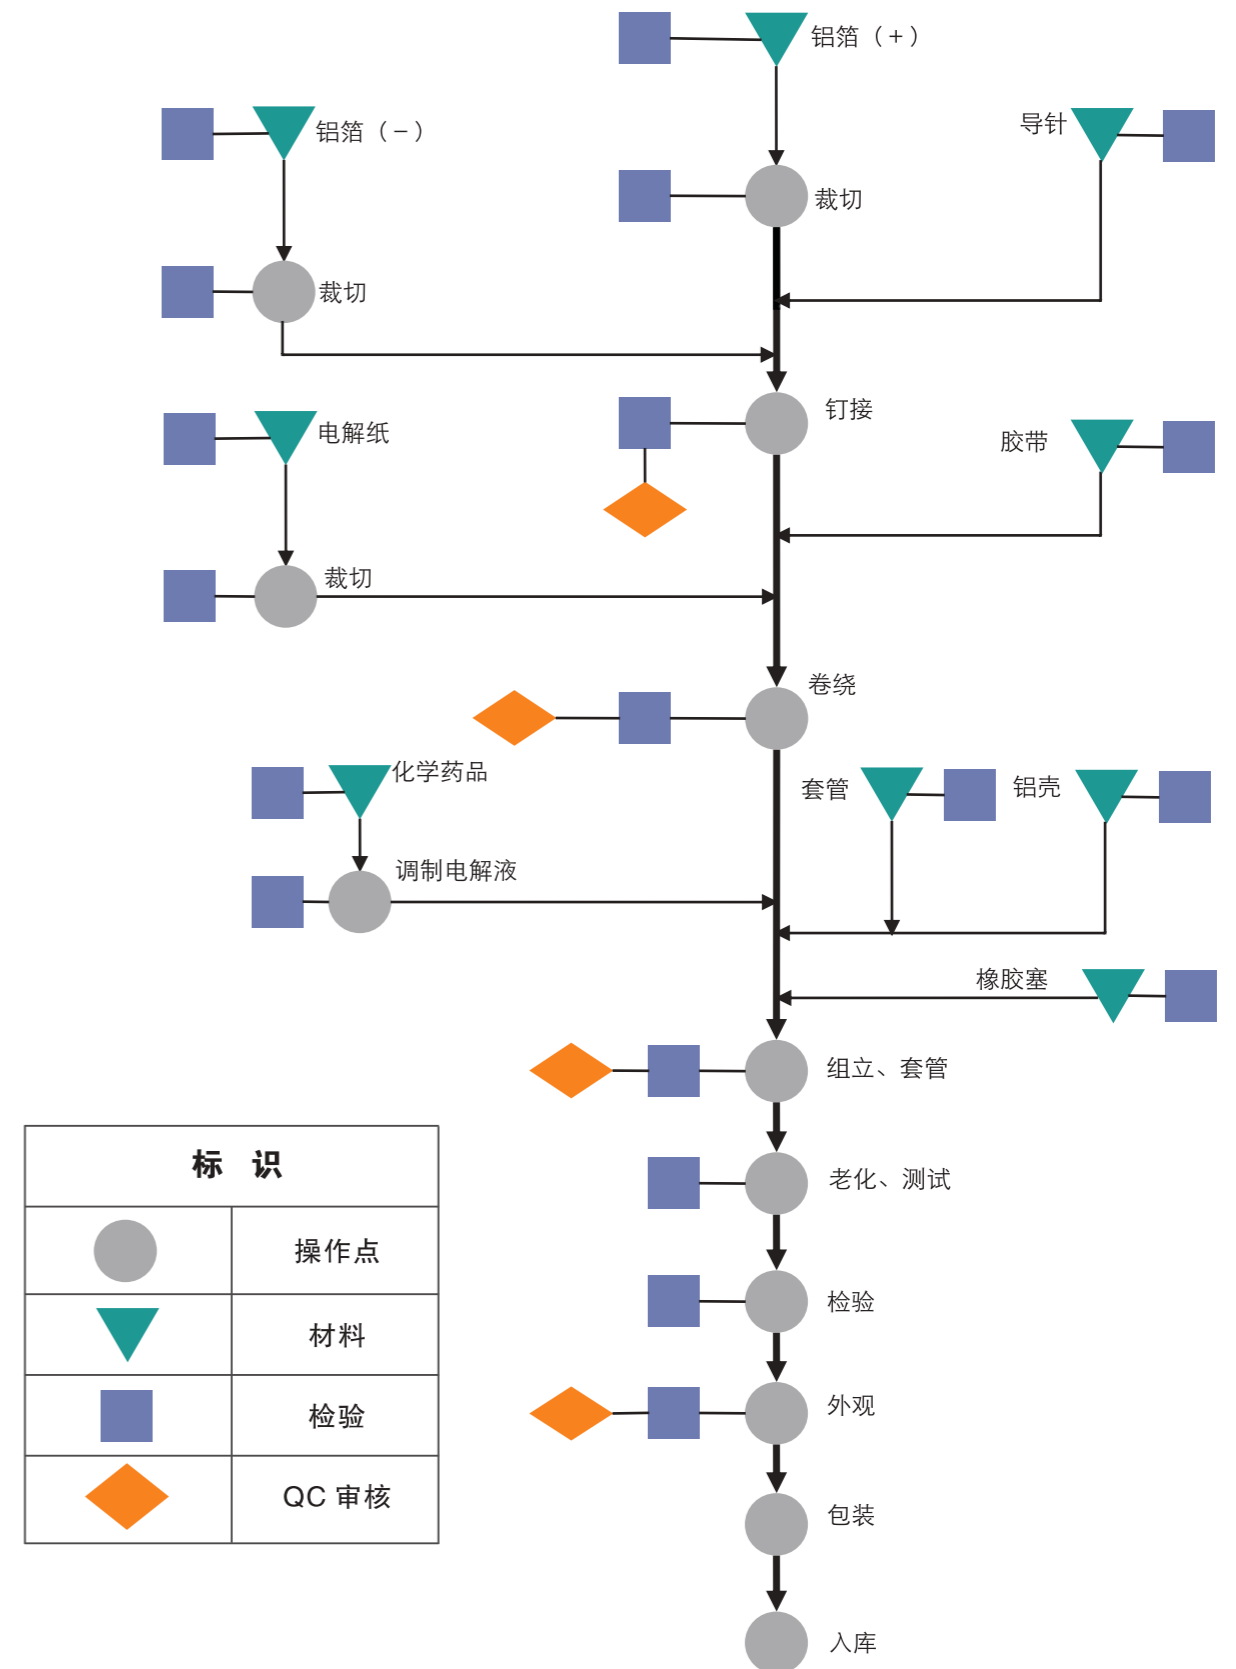 铝箔（+）
铝箔（-）
导针
裁切
裁切
钉接
电解纸
胶带
裁切
卷绕
化学药品
套管
铝壳
调制电解液
橡胶塞
组立、套管
标 识
老化、测试
操作点
检验
材料
外观
检验
QC 审核
包装
入库